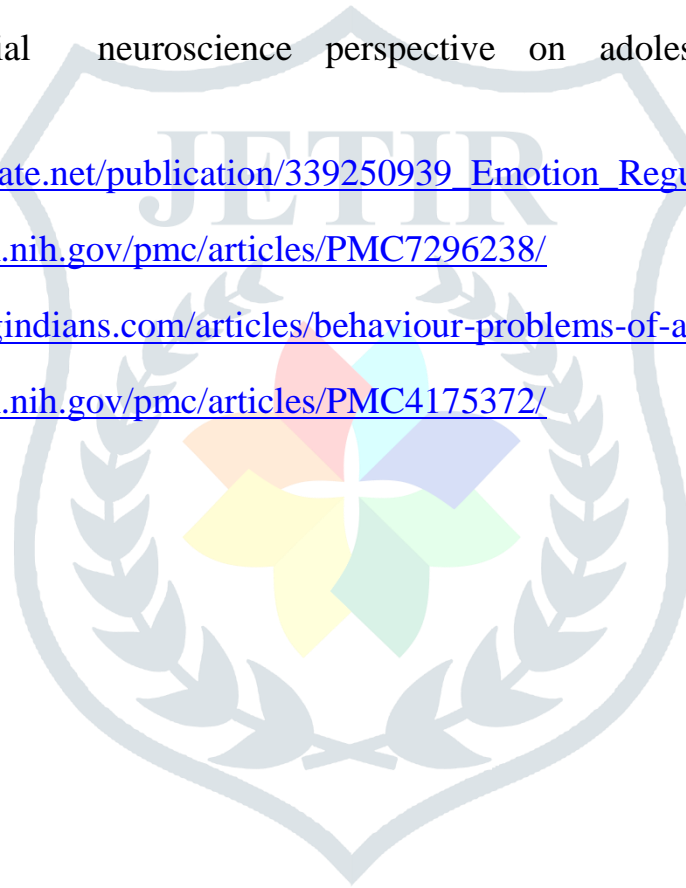 ial neuroscience perspective on adoles
JETIR
ate.net/publication/339250939_Emotion_Regu
.nih.gov/pmc/articles/PMC7296238/
gindians.com/articles/behaviour-problems-of-a
.nih.gov/pmc/articles/PMC4175372/